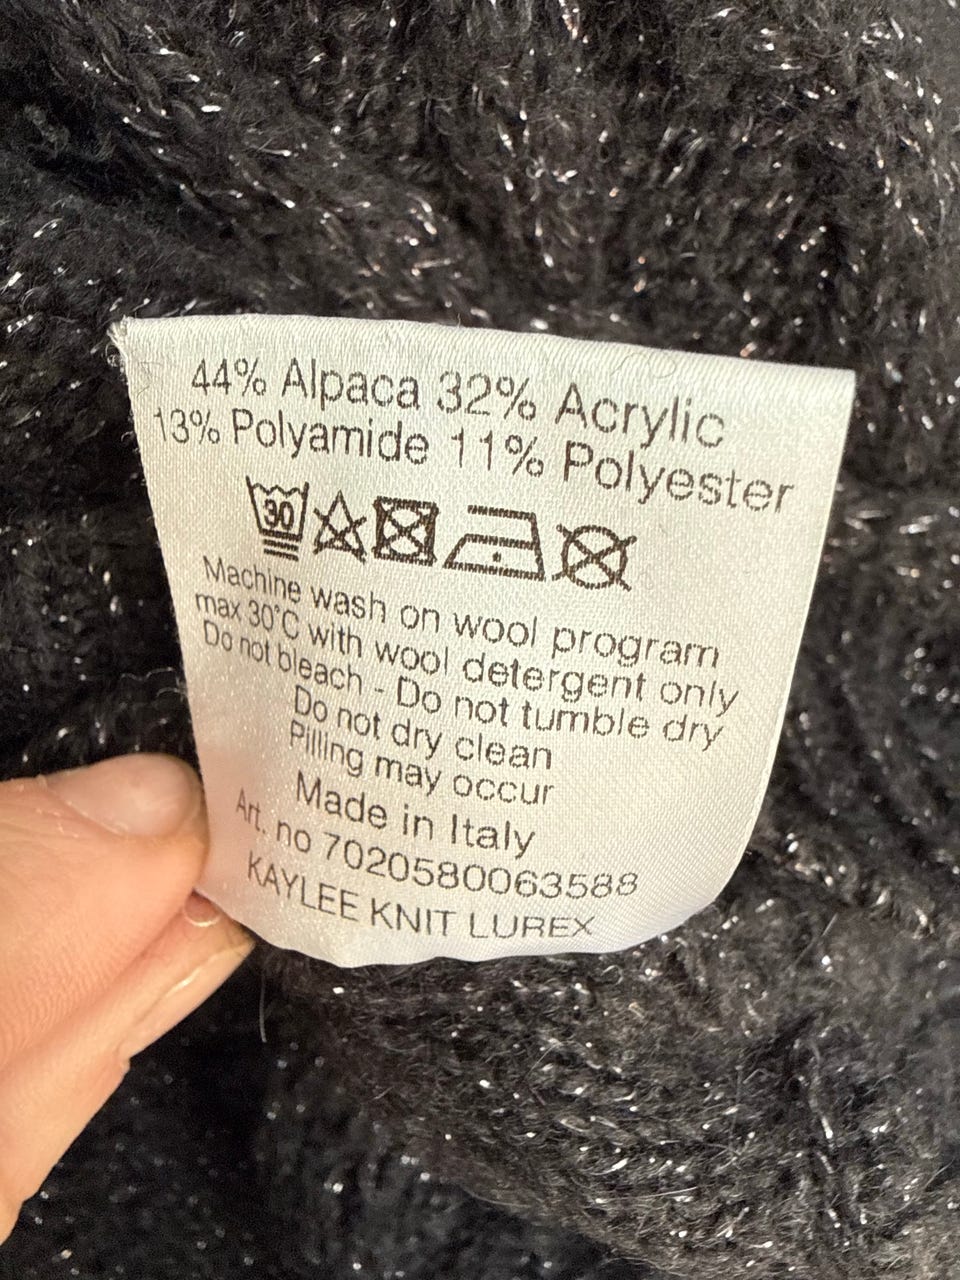 44% Alpaca 32% Acrylic
13% Polyamide 11% Polyester
30
Machine wash on wool program
max 30°C with wool detergent only
Do not bleach - Do not tumble dry
Do not dry clean
Pilling may occur
Made in Italy
Art. no 7020580063588
KAYLEE KNIT LUREX